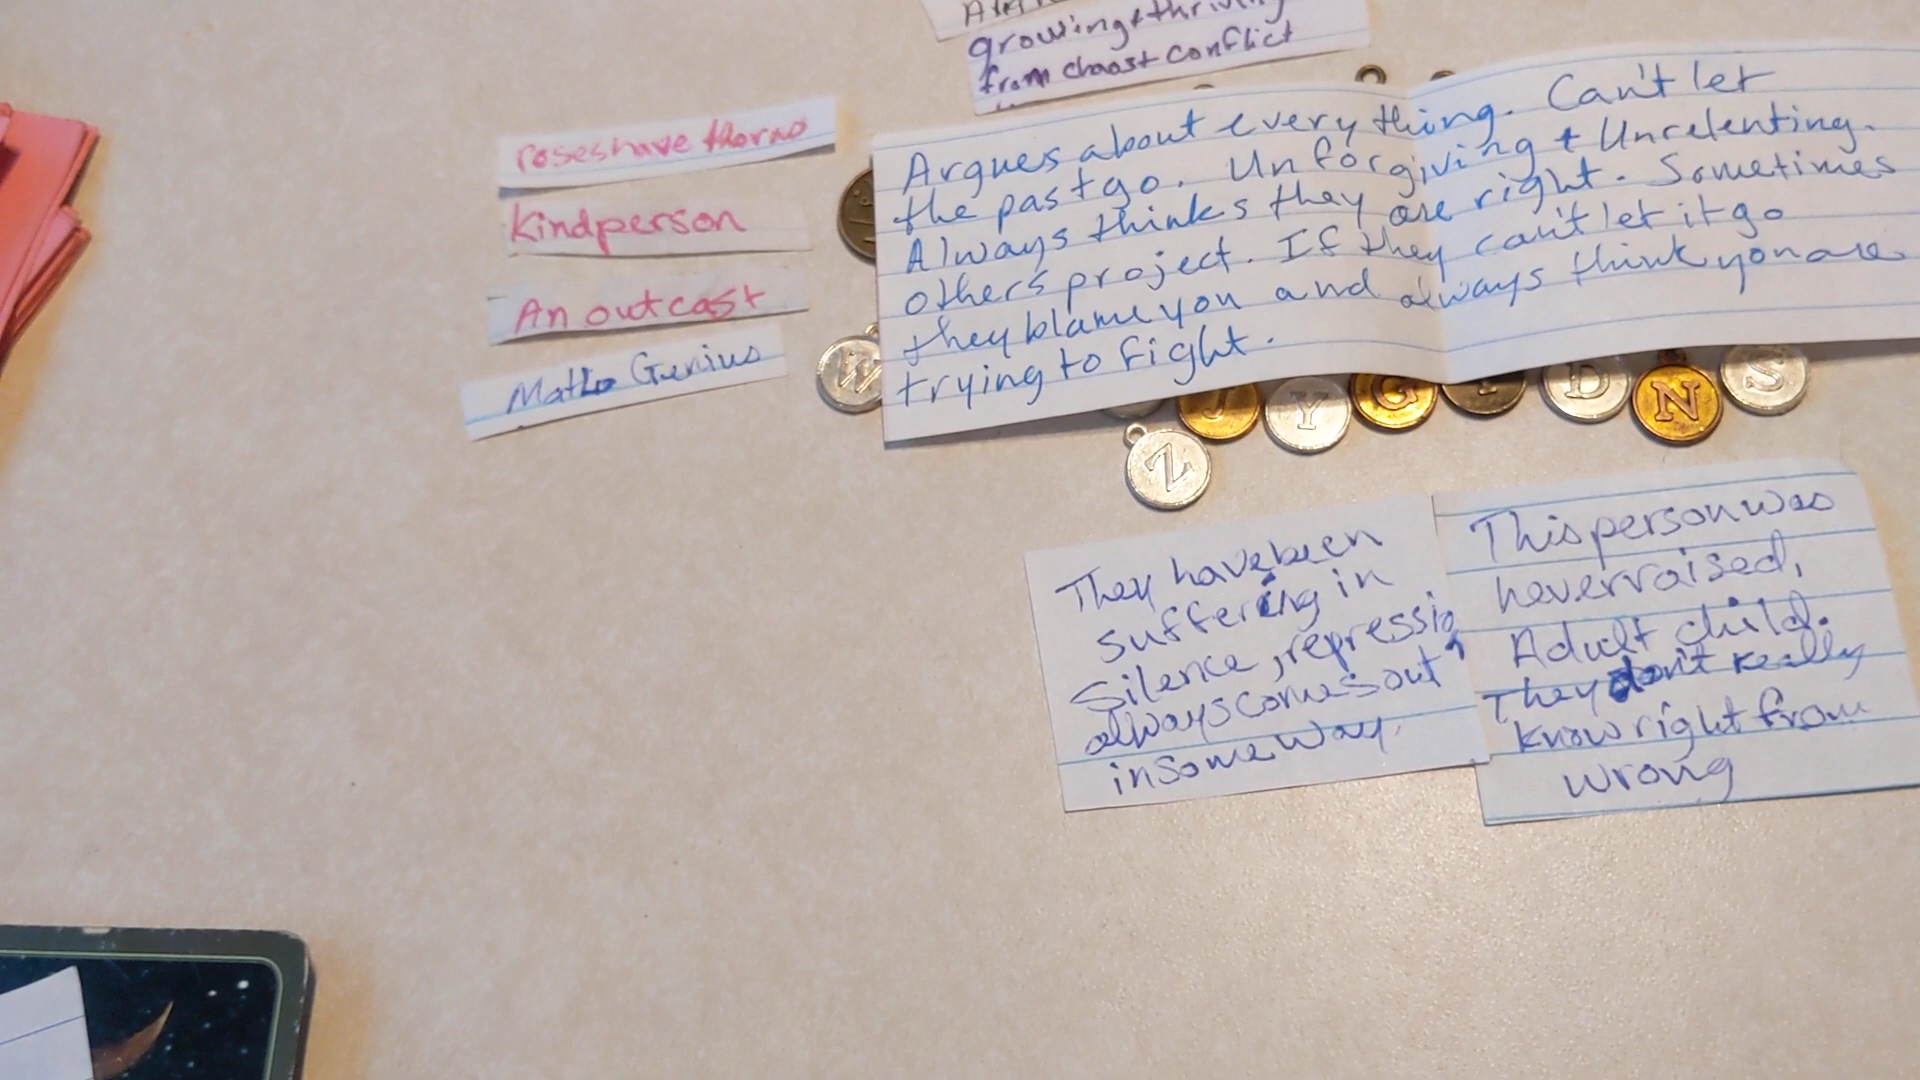 growing + thriving
from chaos + conflict
roses have thorns
Kind person
An outcast
Math Genius
Argues about everything. Can't let
the past go. Unforgiving + Unrelenting.
Always thinks they are right. Sometimes
others project. If they can't let it go
they blame you and always think you are
trying to fight.
W
J
Y
G
I
D
N
S
Z
They have been
suffering in
silence, repression
always comes out
in some way.
This person was
never raised,
Adult child.
They don't really
know right from
wrong